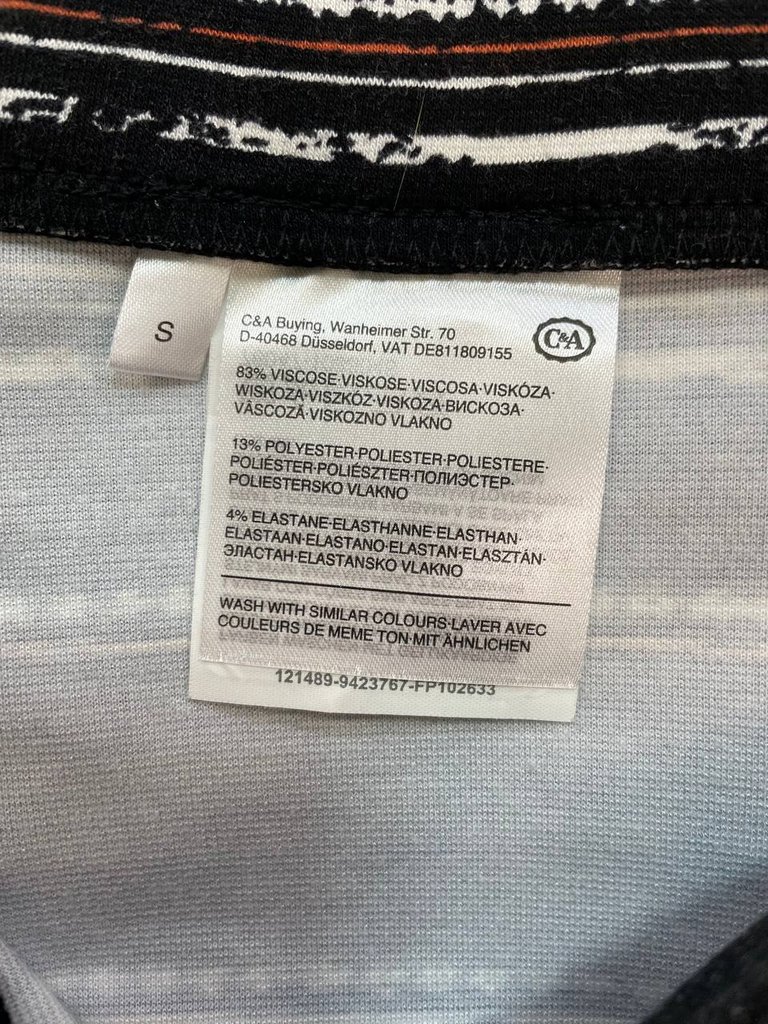 S
C&A Buying, Wanheimer Str. 70
D-40468 Düsseldorf, VAT DE811809155
C&A
83% VISCOSE·VISKOSE·VISCOSA·VISKÓZA·
WISKOZA·VISZKÓZ·VISKOZA·ВИСКОЗА·
VÂSCOZĂ·VISKOZNO VLAKNO
13% POLYESTER·POLIESTER·POLIESTERE·
POLIÉSTER·POLIÉSZTER·ПОЛИЭСТЕР·
POLIESTERSKO VLAKNO
4% ELASTANE·ELASTHANNE·ELASTHAN·
ELASTAAN·ELASTANO·ELASTAN·ELASZTÁN·
ЭЛАСТАН·ELASTANSKO VLAKNO
WASH WITH SIMILAR COLOURS·LAVER AVEC
COULEURS DE MEME TON·MIT ÄHNLICHEN
121489-9423767-FP102633